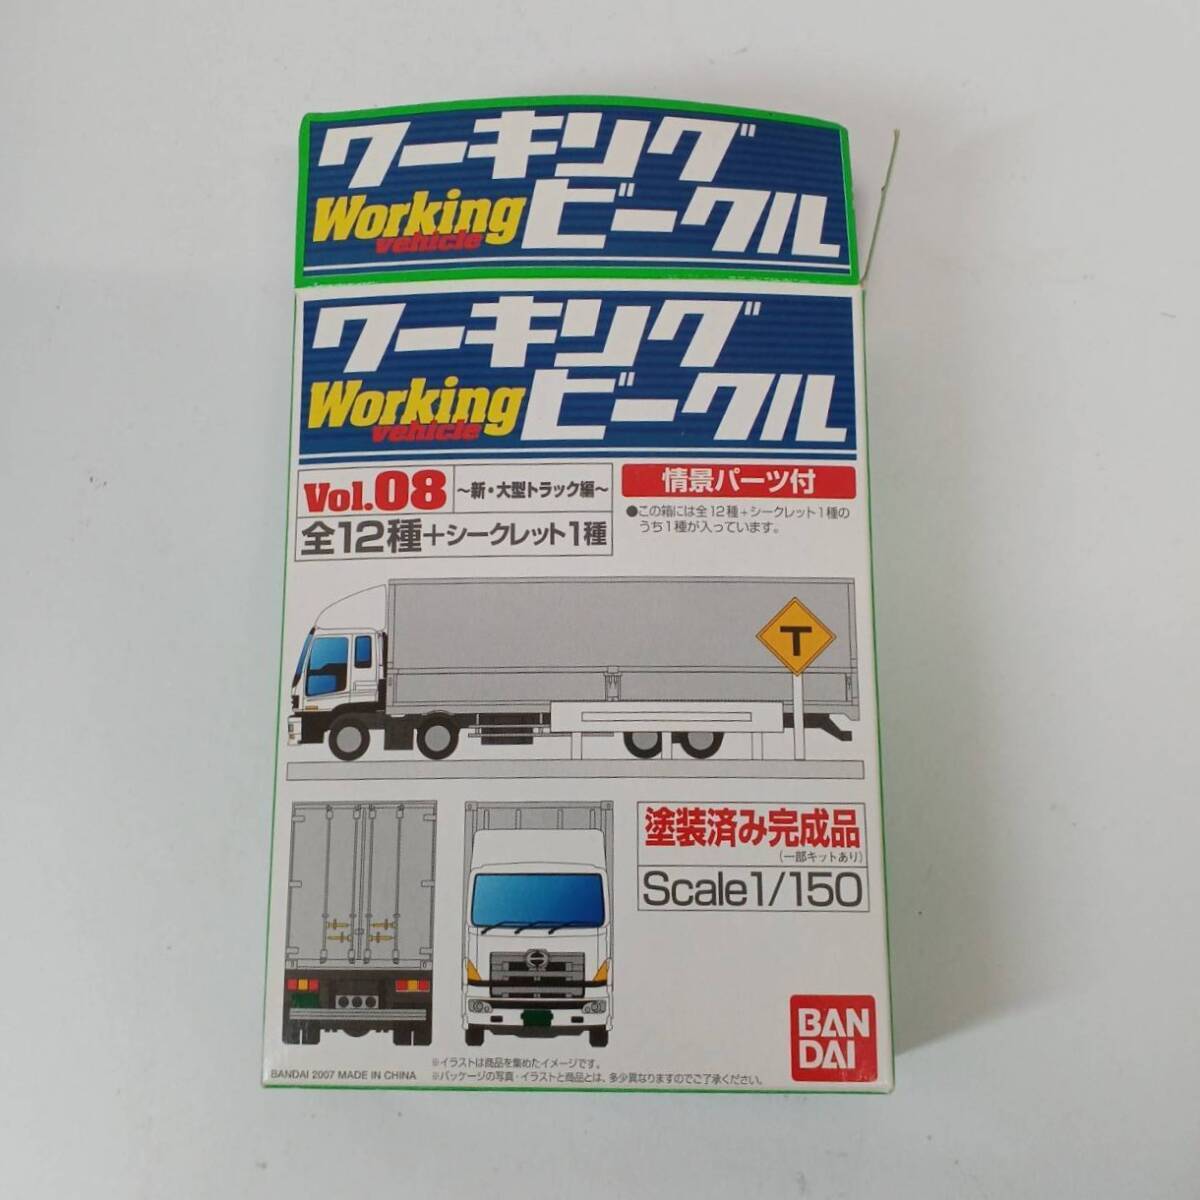 ワーキング
Working
vehicle
ビークル
ワーキング
Working
vehicle
ビークル
Vol.08
～新・大型トラック編～
全12種+シークレット1種
情景パーツ付
●この箱には全12種+シークレット1種の
うち1種が入っています。
T
塗装済み完成品
(一部キットあり)
Scale1/150
BAN
DAI
BANDAI 2007 MADE IN CHINA
※イラストは商品を集めたイメージです。
※パッケージの写真・イラストと商品とは、多少異なりますのでご了承ください。